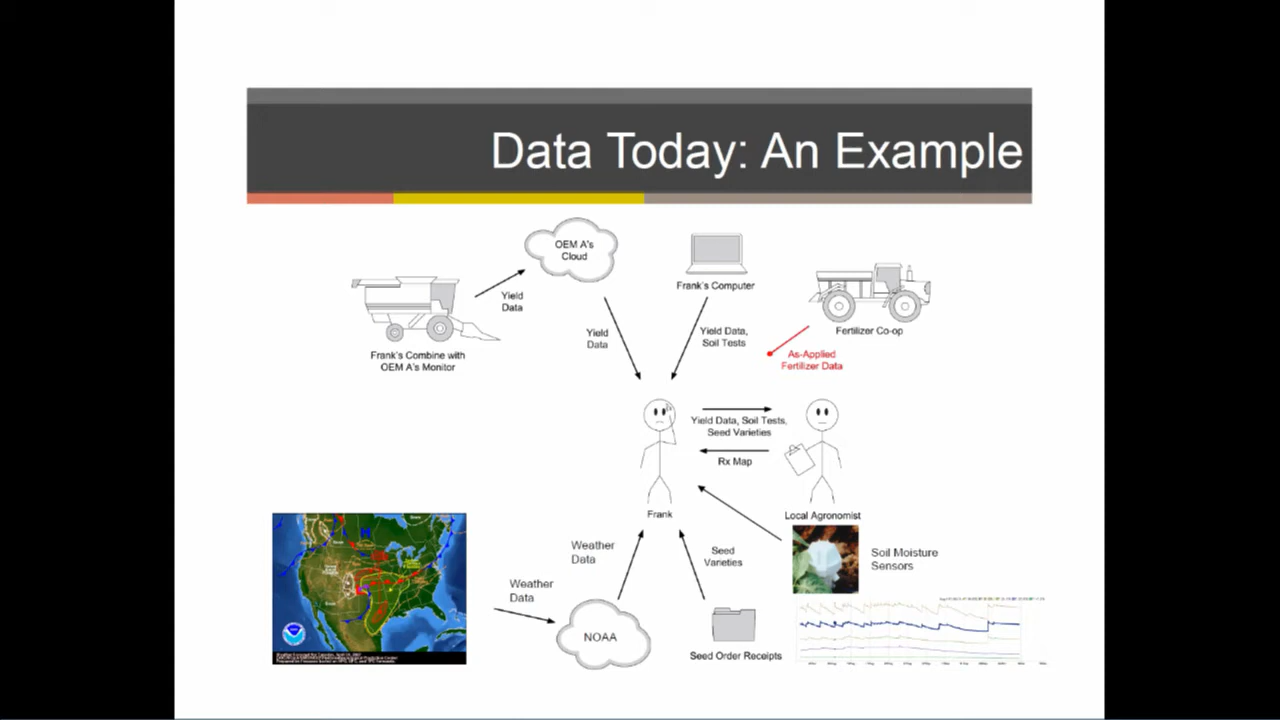 Data Today: An Example
OEM A's
Cloud
Yield
Data
Frank's Combine with
OEM A's Monitor
Yield
Data
Frank's Computer
Yield Data,
Soil Tests
Fertilizer Co-op
As-Applied
Fertilizer Data
Yield Data, Soil Tests,
Seed Varieties
Rx Map
Frank
Local Agronomist
Weather
Data
Weather
Data
NOAA
Seed
Varieties
Seed Order Receipts
Soil Moisture
Sensors